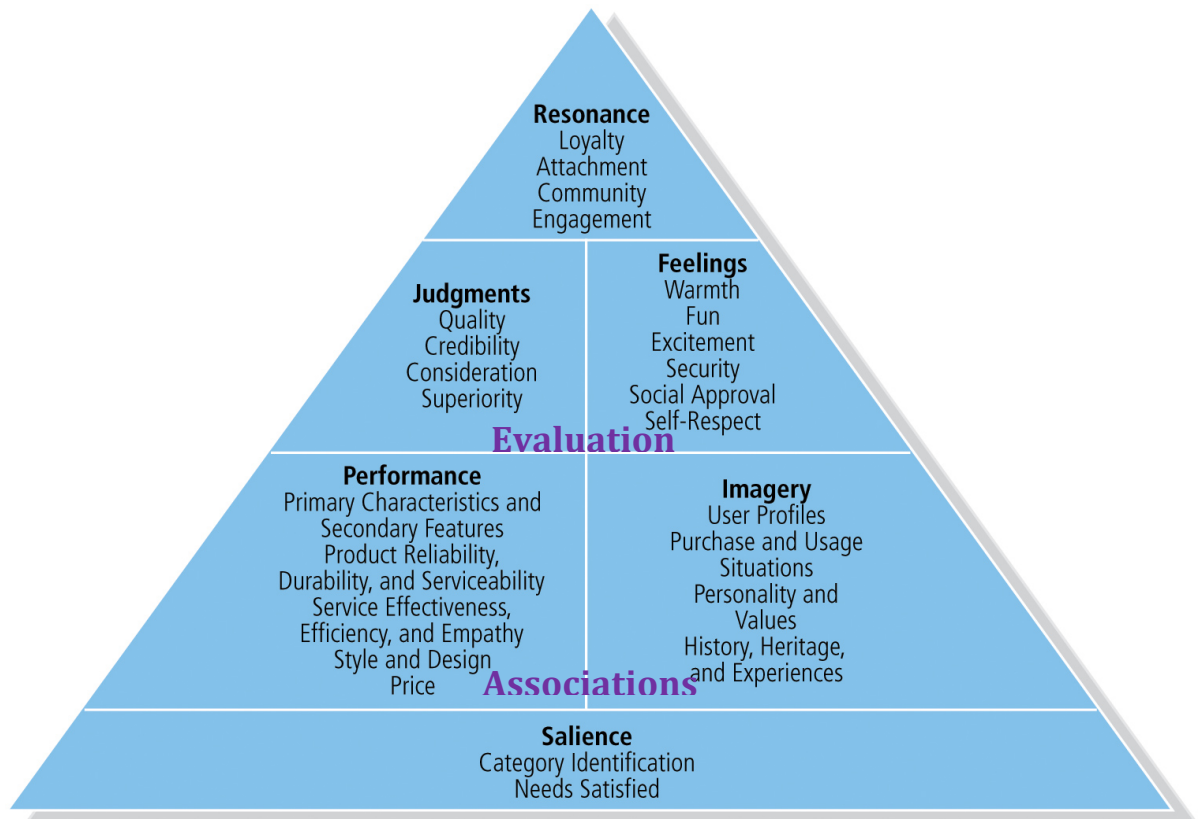 Resonance
Loyalty
Attachment
Community
Engagement
Judgments
Quality
Credibility
Consideration
Superiority
Feelings
Warmth
Fun
Excitement
Security
Social Approval
Self-Respect
Evaluation
Performance
Primary Characteristics and
Secondary Features
Product Reliability,
Durability, and Serviceability
Service Effectiveness,
Efficiency, and Empathy
Style and Design
Price
Imagery
User Profiles
Purchase and Usage
Situations
Personality and
Values
History, Heritage,
and Experiences
Associations
Salience
Category Identification
Needs Satisfied